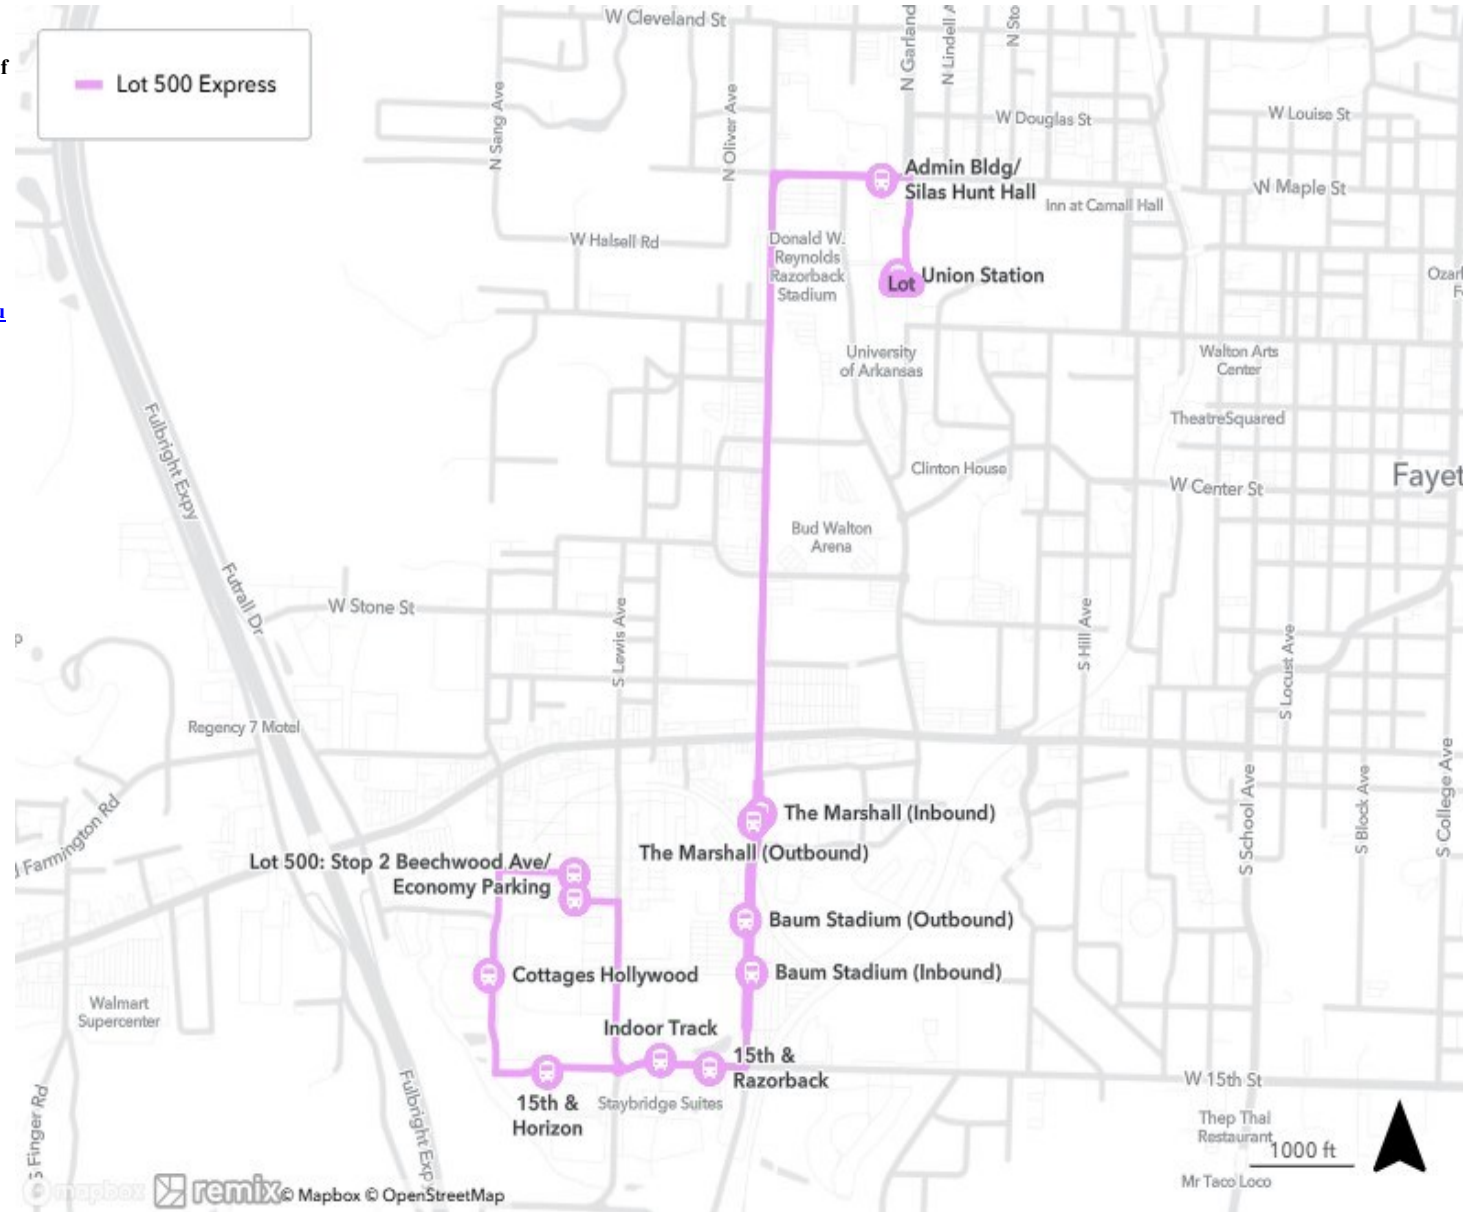 W Cleveland St
f
Lot 500 Express
N Garland
N Lindell A
N Sto
N Sang Ave
N Oliver Ave
W Douglas St
W Louise St
Admin Bldg/
Silas Hunt Hall
W Maple St
Inn at Carnall Hall
W Halsell Rd
Donald W.
Reynolds
Razorback
Stadium
Lot
Union Station
Ozar
F
u
University
of Arkansas
Walton Arts
Center
TheatreSquared
Fulbright Expy
Clinton House
W Center St
Fayet
Bud Walton
Arena
Futrall Dr
W Stone St
S Lewis Ave
S Hill Ave
S Locust Ave
p
Regency 7 Motel
Farmington Rd
The Marshall (Inbound)
The Marshall (Outbound)
S School Ave
S Block Ave
S College Ave
Lot 500: Stop 2 Beechwood Ave/
Economy Parking
Baum Stadium (Outbound)
Cottages Hollywood
Baum Stadium (Inbound)
Walmart
Supercenter
Indoor Track
15th &
Razorback
W 15th St
15th &
Horizon
Staybridge Suites
Fulbright Expy
S Finger Rd
Thep Thai
Restaurant
1000 ft
Mr Taco Loco
mapbox
remix
© Mapbox © OpenStreetMap